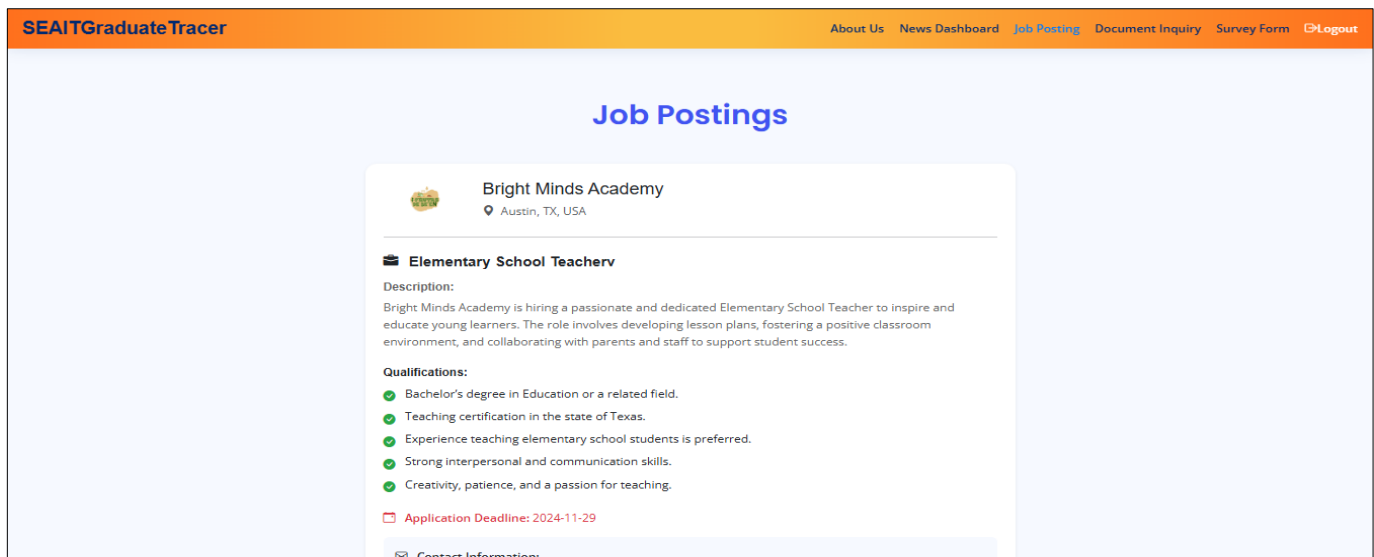 SEAITGraduateTracer
About Us News Dashboard Job Posting Document Inquiry Survey Form Logout
Job Postings
Bright Minds Academy
Austin, TX, USA
Elementary School Teacherv
Description:
Bright Minds Academy is hiring a passionate and dedicated Elementary School Teacher to inspire and
educate young learners. The role involves developing lesson plans, fostering a positive classroom
environment, and collaborating with parents and staff to support student success.
Qualifications:
Bachelor’s degree in Education or a related field.
Teaching certification in the state of Texas.
Experience teaching elementary school students is preferred.
Strong interpersonal and communication skills.
Creativity, patience, and a passion for teaching.
Application Deadline: 2024-11-29
Contact Information: